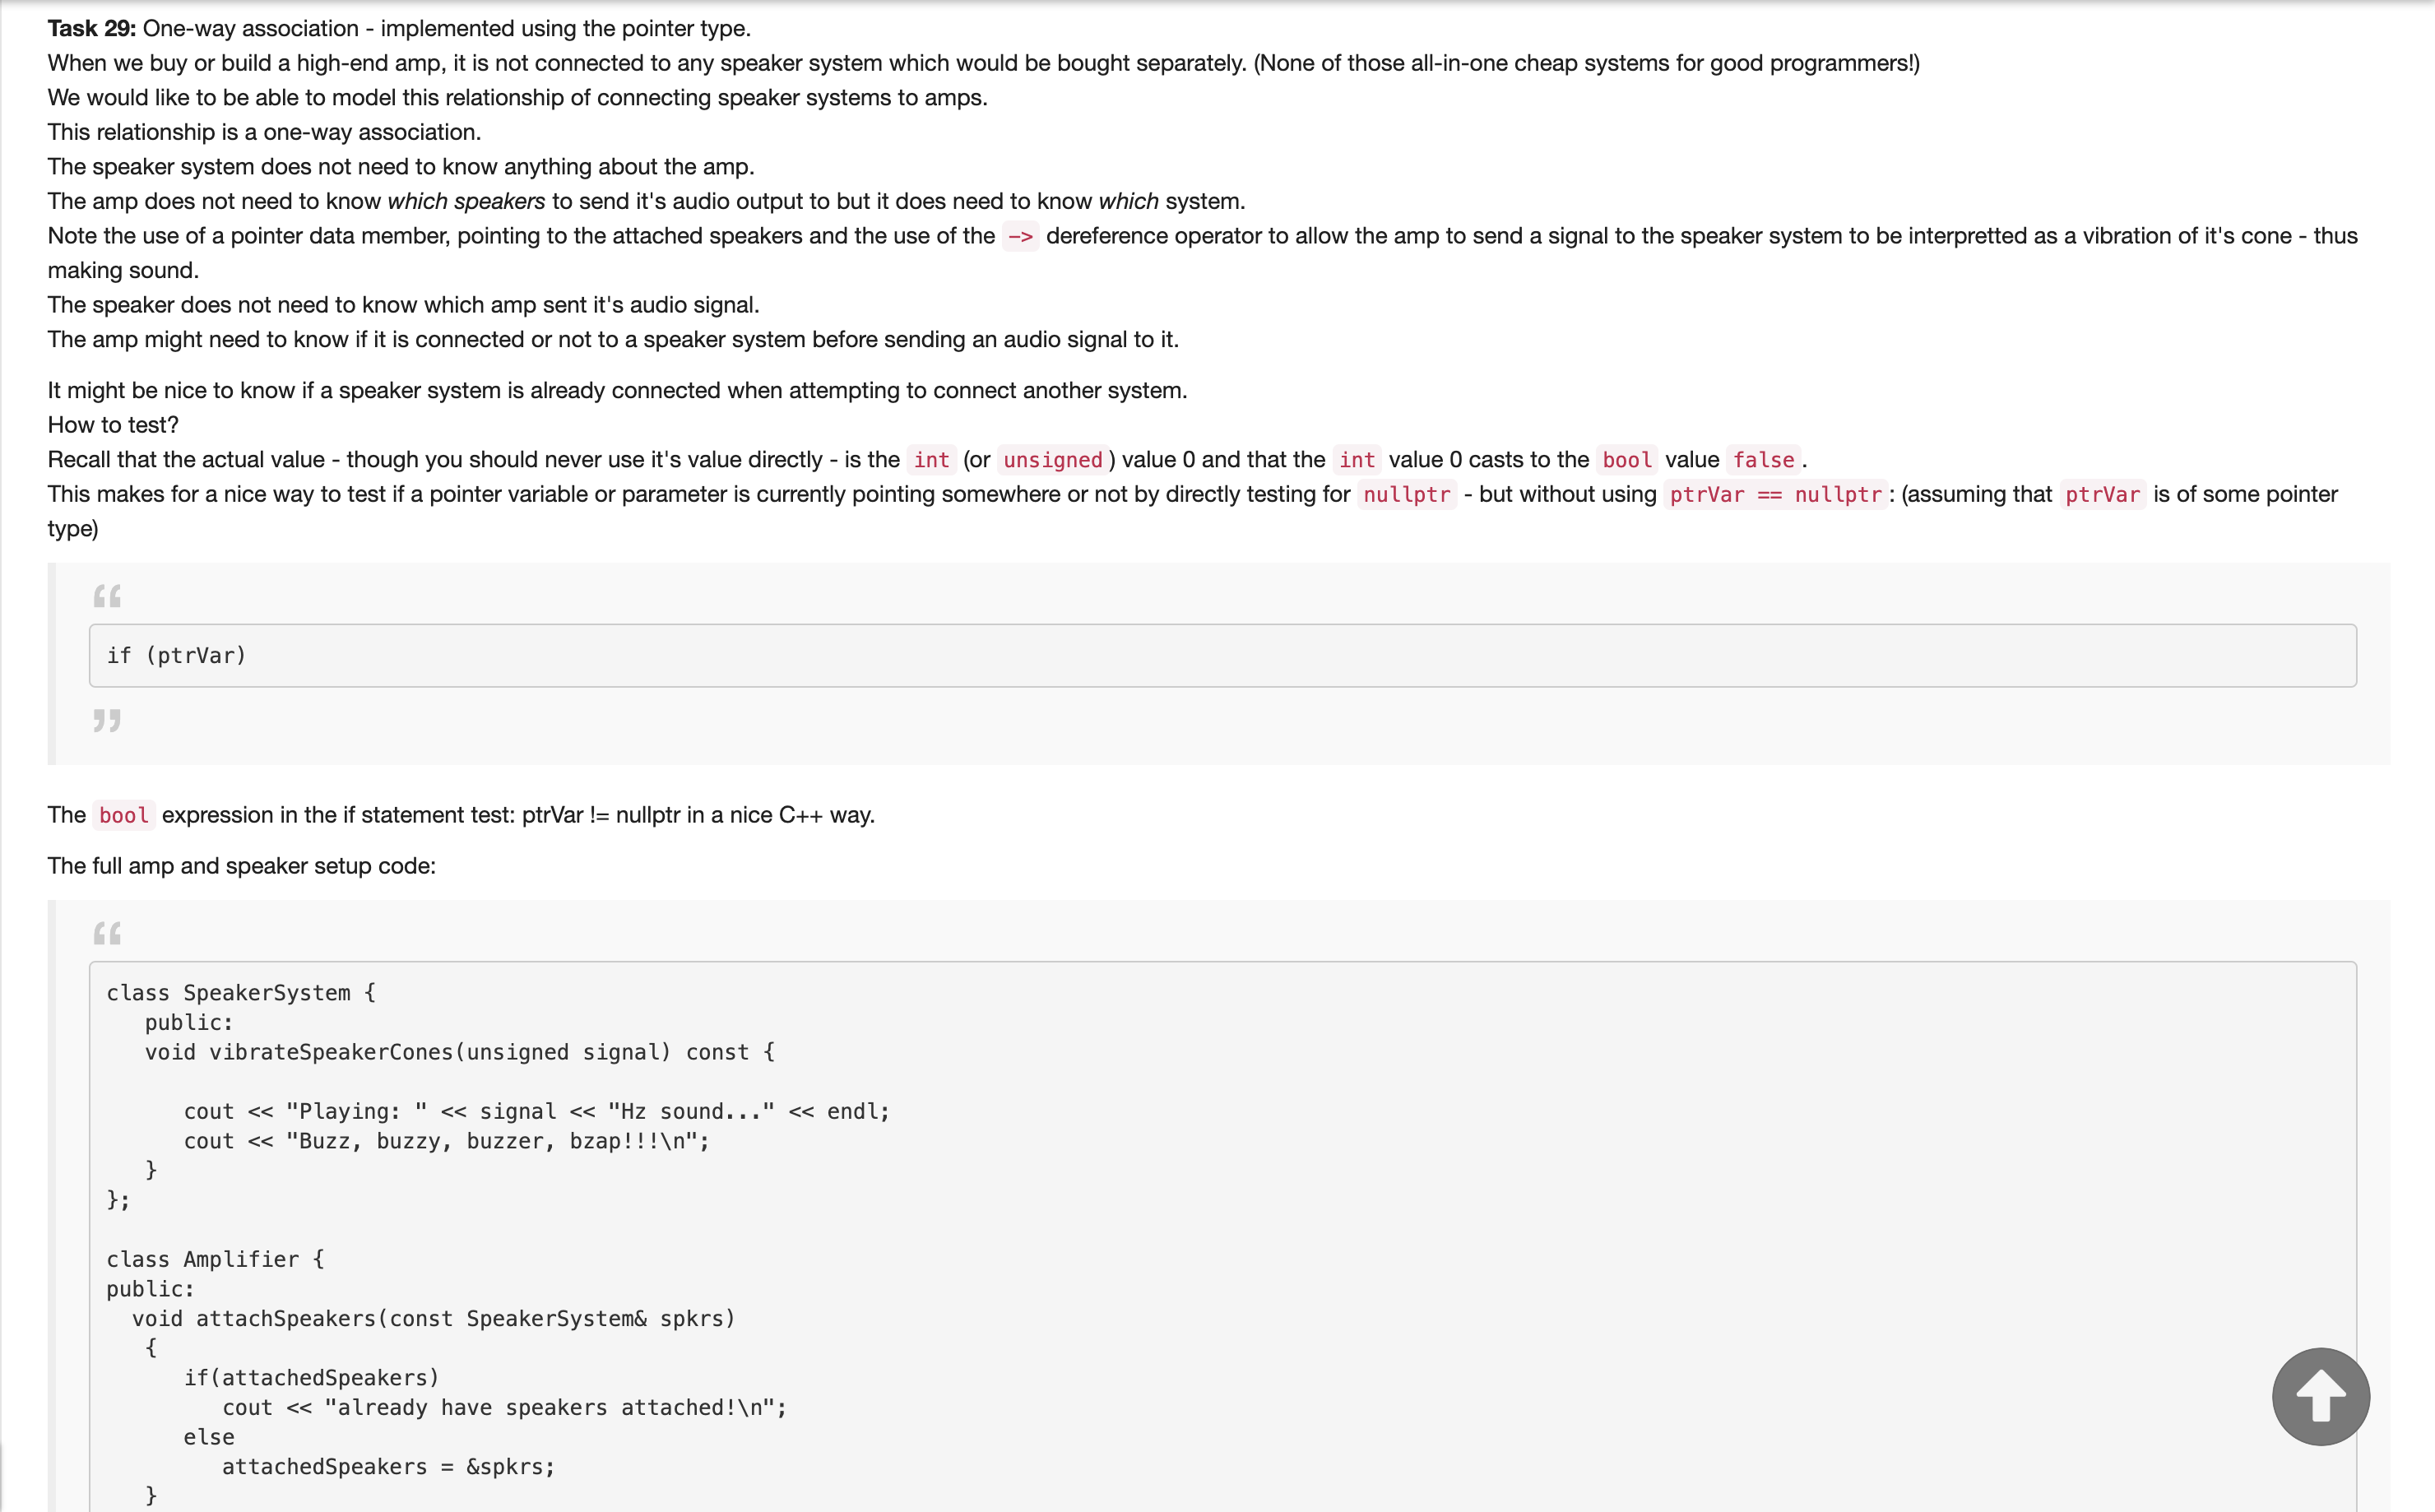 Task 29: One-way association - implemented using the pointer type.
When we buy or build a high-end amp, it is not connected to any speaker system which would be bought separately. (None of those all-in-one cheap systems for good programmers!)
We would like to be able to model this relationship of connecting speaker systems to amps.
This relationship is a one-way association.
The speaker system does not need to know anything about the amp.
The amp does not need to know which speakers to send it's audio output to but it does need to know which system.
Note the use of a pointer data member, pointing to the attached speakers and the use of the -> dereference operator to allow the amp to send a signal to the speaker system to be interpretted as a vibration of it's cone - thus
making sound.
The speaker does not need to know which amp sent it's audio signal.
The amp might need to know if it is connected or not to a speaker system before sending an audio signal to it.
It might be nice to know if a speaker system is already connected when attempting to connect another system.
How to test?
Recall that the actual value - though you should never use it's value directly - is the int (or unsigned) value 0 and that the int value 0 casts to the bool value false.
This makes for a nice way to test if a pointer variable or parameter is currently pointing somewhere or not by directly testing for nullptr - but without using ptrVar == nullptr: (assuming that ptrVar is of some pointer
type)
“
if (ptrVar)
”
The bool expression in the if statement test: ptrVar != nullptr in a nice C++ way.
The full amp and speaker setup code:
“
class SpeakerSystem {
   public:
   void vibrateSpeakerCones(unsigned signal) const {
      cout << "Playing: " << signal << "Hz sound..." << endl;
      cout << "Buzz, buzzy, buzzer, bzap!!!\n";
   }
};
class Amplifier {
public:
  void attachSpeakers(const SpeakerSystem& spkrs)
   {
      if(attachedSpeakers)
         cout << "already have speakers attached!\n";
      else
         attachedSpeakers = &spkrs;
   }